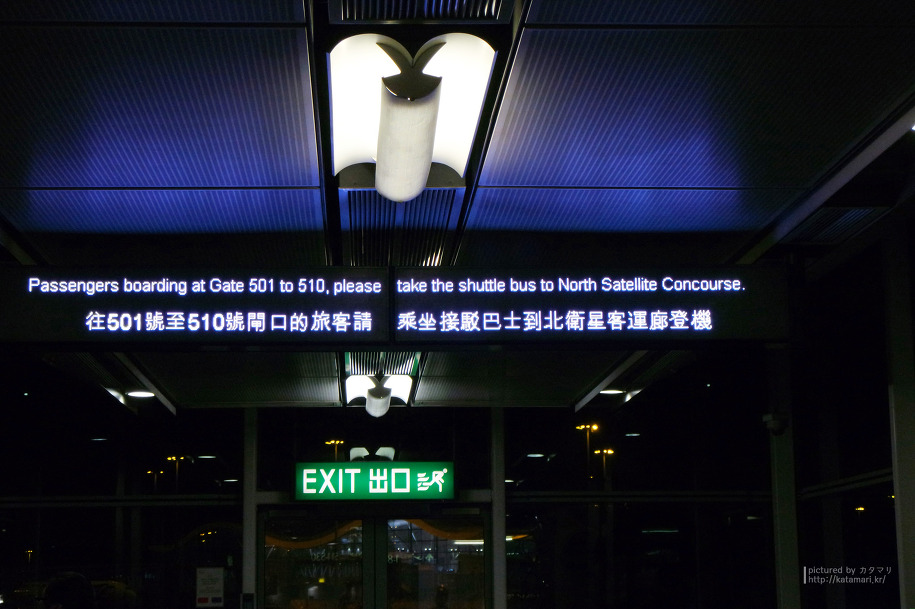 Passengers boarding at Gate 501 to 510, please take the shuttle bus to North Satellite Concourse.
往501號至510號閘口的旅客請 乘坐接駁巴士到北衛星客運廊登機
EXIT 出口
pictured by カタマリ
http://katamari.kr/